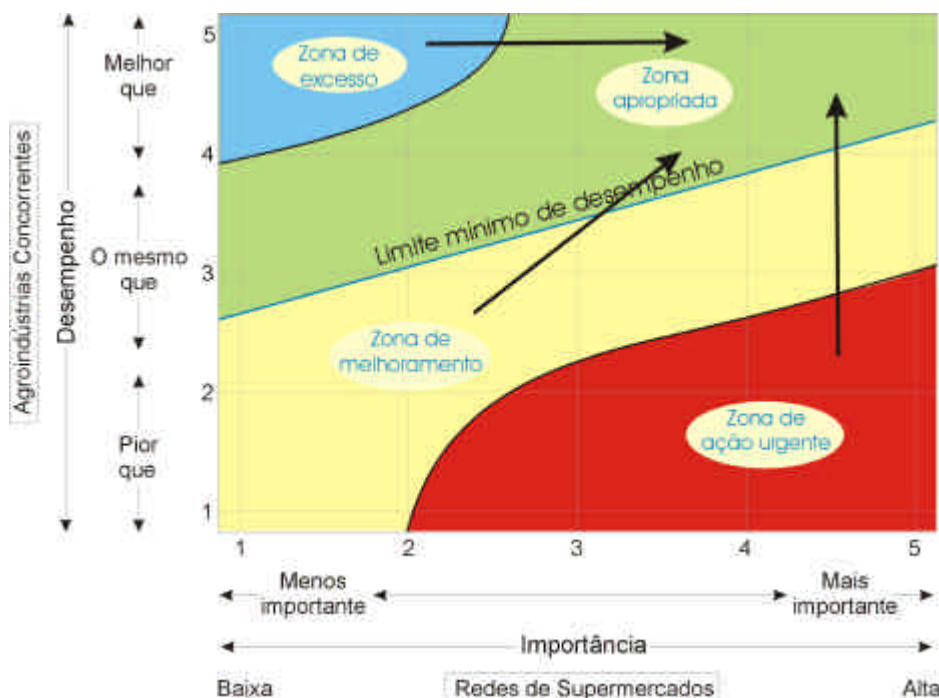 Agroindústrias Concorrentes
Desempenho
Melhor
que
O mesmo
que
Pior
que
5
4
3
2
1
Zona de
excesso
Zona
apropriada
Limite mínimo de desempenho
Zona de
melhoramento
Zona de
ação urgente
1 2 3 4 5
Menos
importante
Mais
importante
Importância
Baixa
Redes de Supermercados
Alta